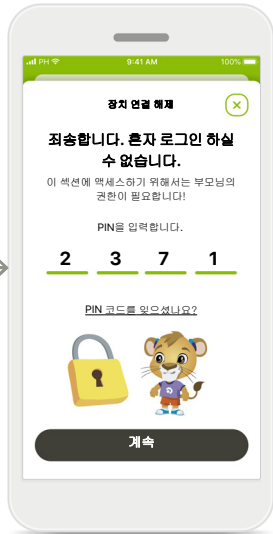 PH 9:41 AM 100%
장치 연결 해제
죄송합니다. 혼자 로그인 하실
수 없습니다.
이 섹션에 액세스하기 위해서는 부모님의
권한이 필요합니다!
PIN을 입력합니다.
2 3 7 1
PIN 코드를 잊으셨나요?
계속